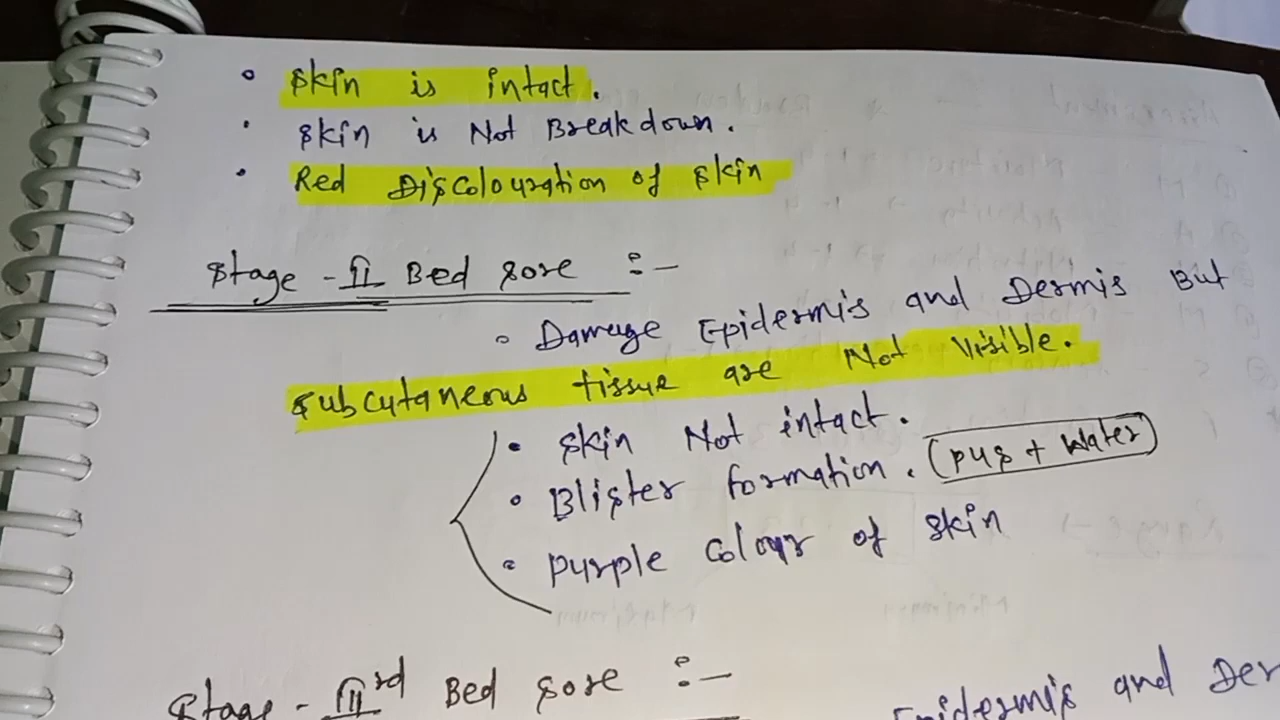 • Skin is intact.
• Skin is Not Breakdown.
• Red Discolouration of Skin
Stage - II Bed Sore :-
• Damage Epidermis and Dermis But
Subcutaneous tissue are Not Visible.
• Skin Not intact.
• Blister formation. (Pus + Water)
• Purple Colour of Skin
Stage - IIIrd Bed Sore :-
Epidermis and Der